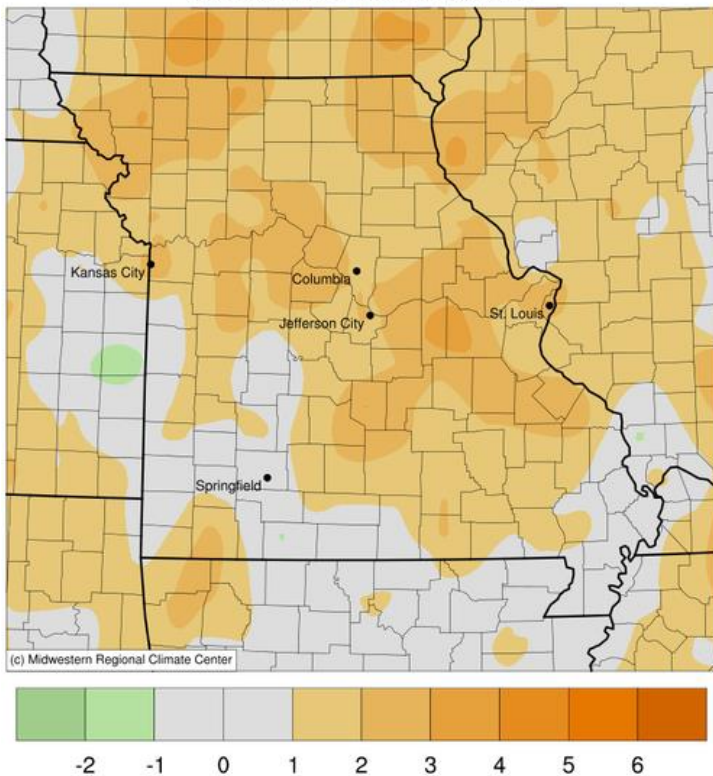 Kansas City
Columbia
Jefferson City
St. Louis
Springfield
(c) Midwestern Regional Climate Center
-2 -1 0 1 2 3 4 5 6